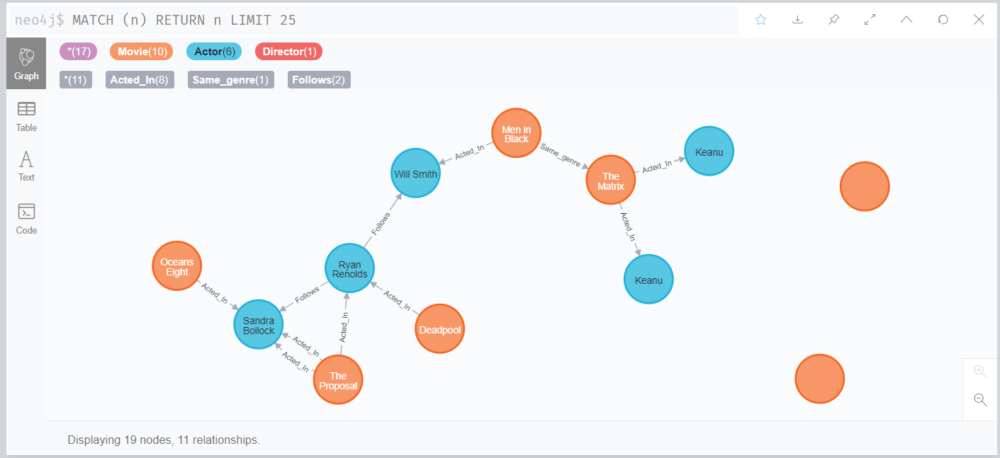 neo4j$ MATCH (n) RETURN n LIMIT 25
*(17) Movie(10) Actor(6) Director(1)
Graph
*(11) Acted_In(8) Same_genre(1) Follows(2)
Table
Text
Code
Men in
Black
Acted_In
Same_genre
Keanu
Will Smith
The
Matrix
Acted_In
Acted_In
Follows
Oceans
Eight
Ryan
Renolds
Keanu
Acted_In
Follows
Acted_In
Sandra
Bollock
Acted_In
Deadpool
Acted_In
Acted_In
The
Proposal
Displaying 19 nodes, 11 relationships.